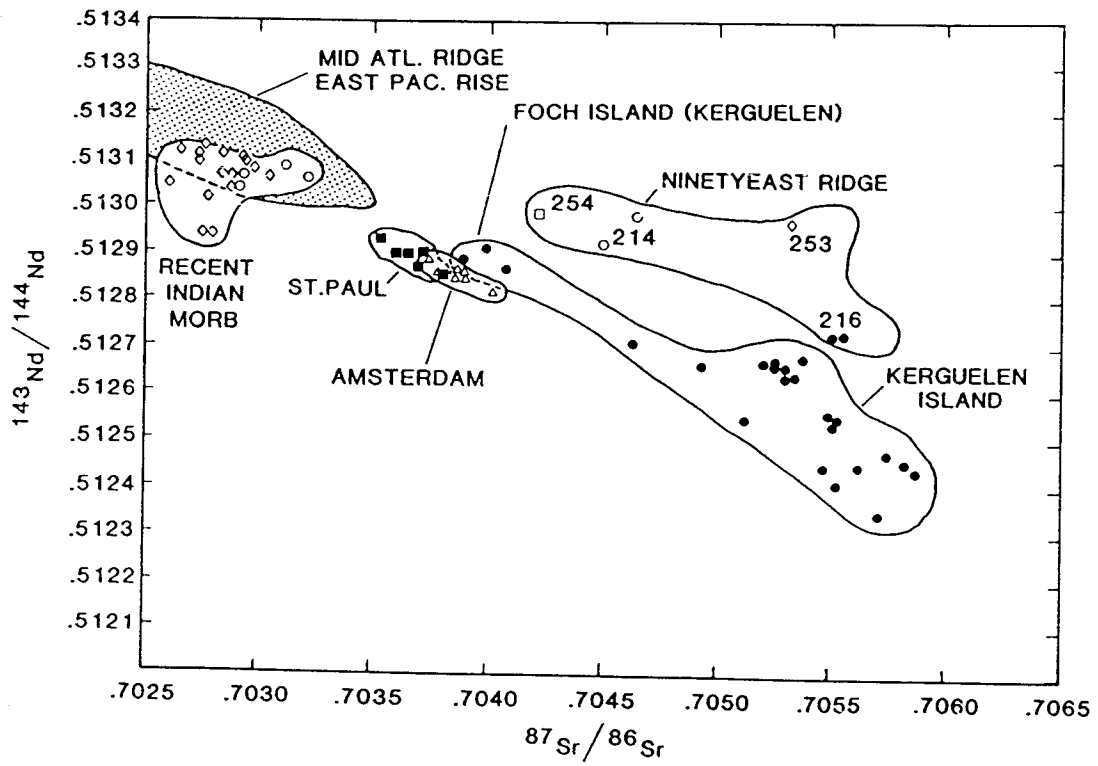 .5134
.5133
.5132
.5131
.5130
.5129
.5128
.5127
.5126
.5125
.5124
.5123
.5122
.5121
143Nd/144Nd
MID ATL. RIDGE
EAST PAC. RISE
FOCH ISLAND (KERGUELEN)
NINETYEAST RIDGE
254
214
253
216
RECENT
INDIAN
MORB
ST.PAUL
AMSTERDAM
KERGUELEN
ISLAND
.7025
.7030
.7035
.7040
.7045
.7050
.7055
.7060
.7065
87Sr/86Sr